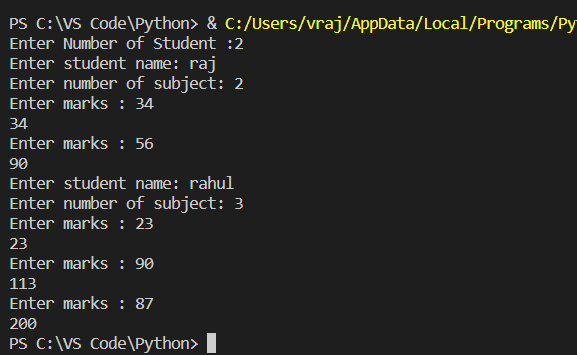 PS C:\VS Code\Python> & C:/Users/vraj/AppData/Local/Programs/Py
Enter Number of Student :2
Enter student name: raj
Enter number of subject: 2
Enter marks : 34
34
Enter marks : 56
90
Enter student name: rahul
Enter number of subject: 3
Enter marks : 23
23
Enter marks : 90
113
Enter marks : 87
200
PS C:\VS Code\Python>